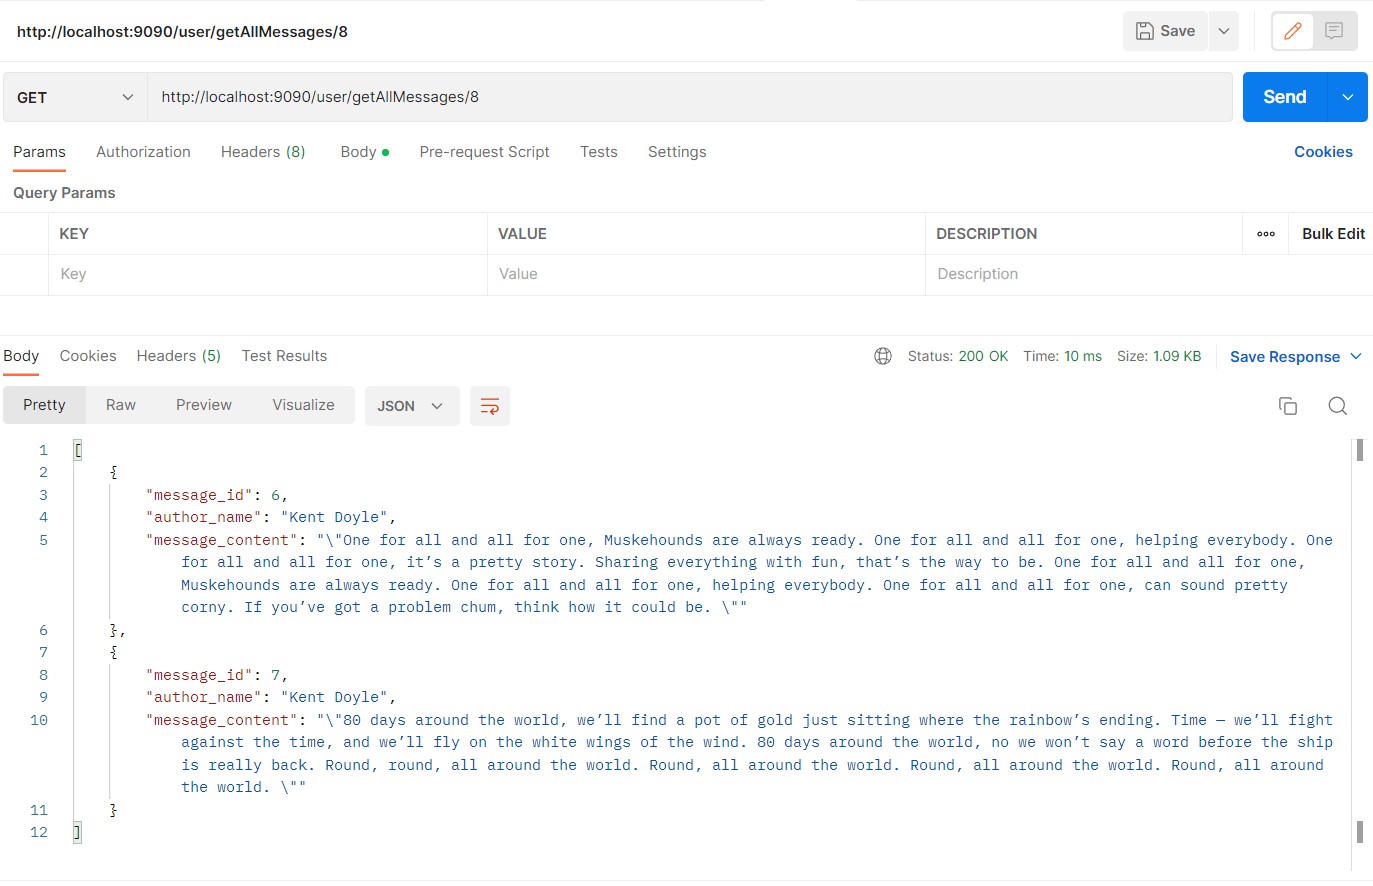 http://localhost:9090/user/getAllMessages/8
Save
GET
http://localhost:9090/user/getAllMessages/8
Send
Params Authorization Headers (8) Body Pre-request Script Tests Settings Cookies
Query Params
KEY VALUE DESCRIPTION ooo Bulk Edit
Key Value Description
Body Cookies Headers (5) Test Results Status: 200 OK Time: 10 ms Size: 1.09 KB Save Response
Pretty Raw Preview Visualize JSON
1 [
2 {
3 "message_id": 6,
4 "author_name": "Kent Doyle",
5 "message_content": "\"One for all and all for one, Muskehounds are always ready. One for all and all for one, helping everybody. One
for all and all for one, it’s a pretty story. Sharing everything with fun, that’s the way to be. One for all and all for one,
Muskehounds are always ready. One for all and all for one, helping everybody. One for all and all for one, can sound pretty
corny. If you’ve got a problem chum, think how it could be. \""
6 },
7 {
8 "message_id": 7,
9 "author_name": "Kent Doyle",
10 "message_content": "\"80 days around the world, we’ll find a pot of gold just sitting where the rainbow’s ending. Time — we’ll fight
against the time, and we’ll fly on the white wings of the wind. 80 days around the world, no we won’t say a word before the ship
is really back. Round, round, all around the world. Round, all around the world. Round, all around the world. Round, all around
the world. \""
11 }
12 ]